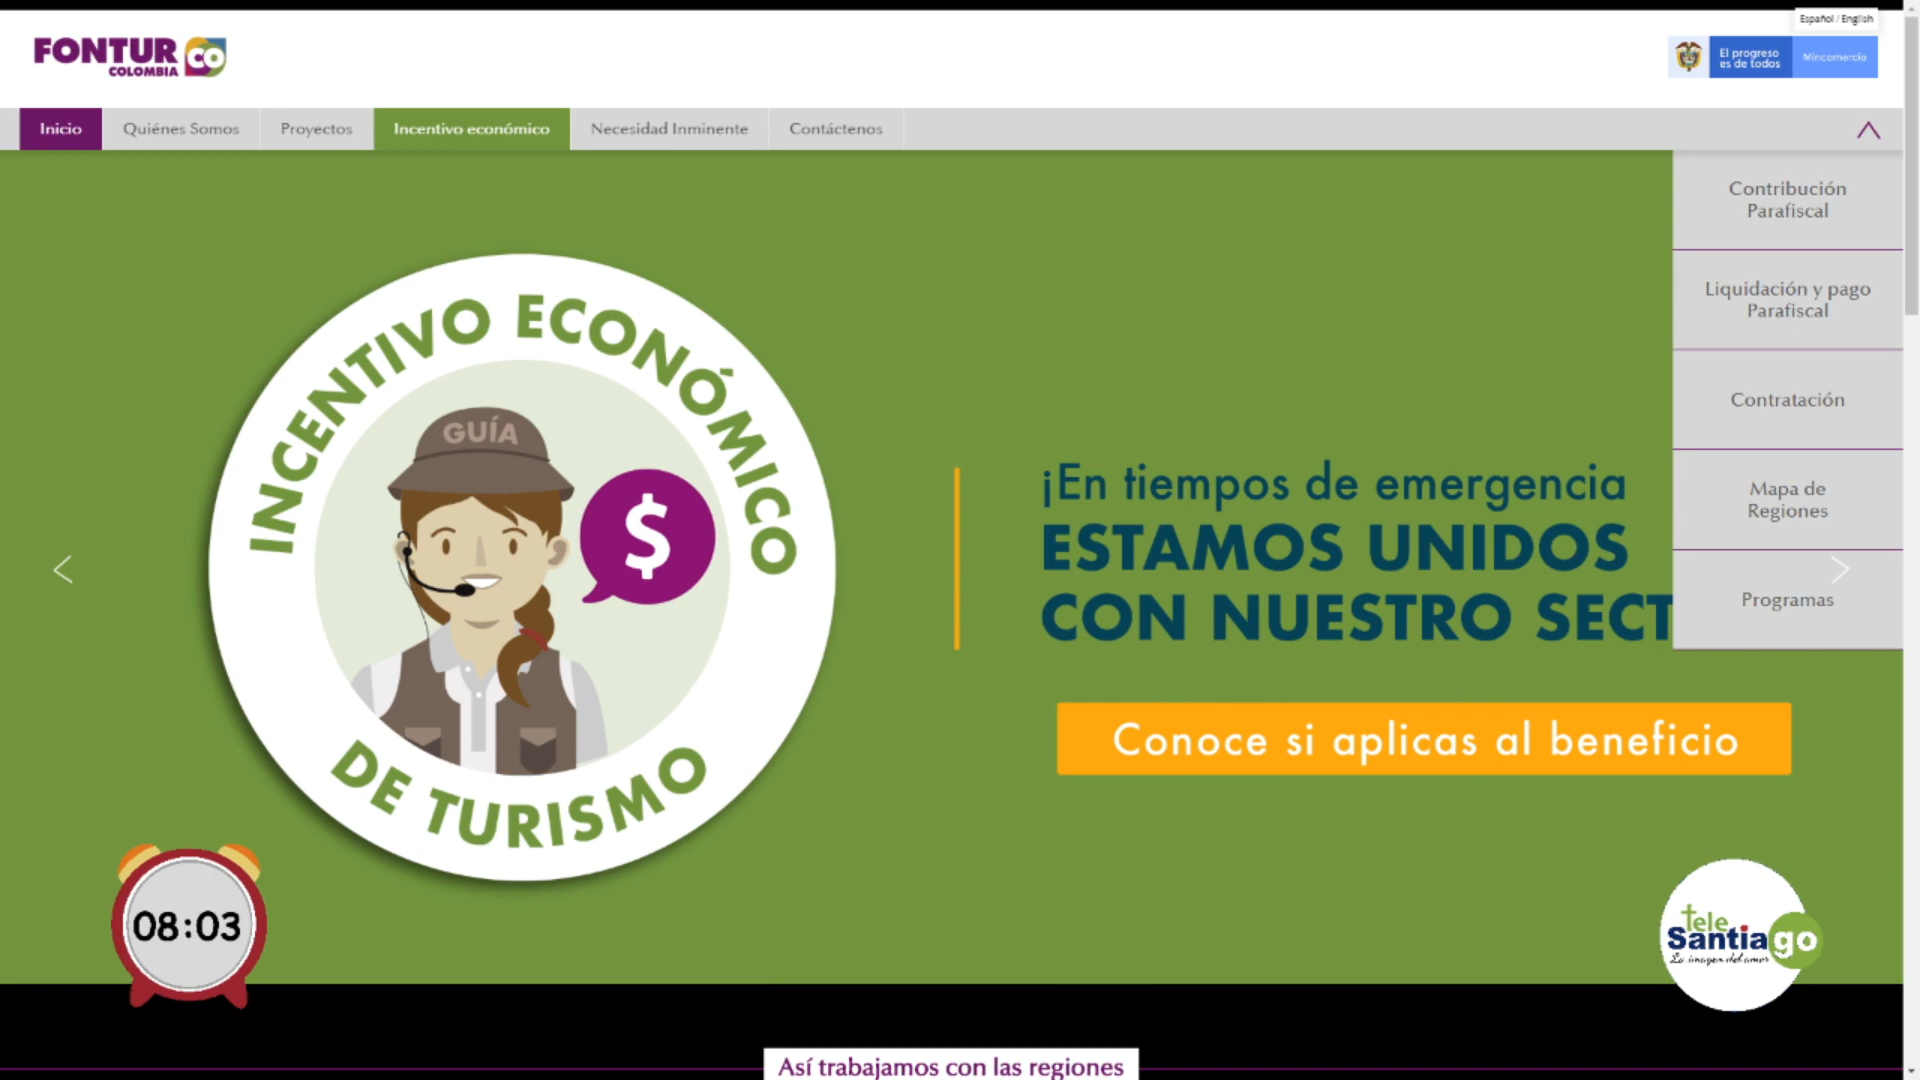 Español / English
FONTUR
COLOMBIA
CO
El progreso
es de todos
Mincomercio
Inicio
Quiénes Somos
Proyectos
Incentivo económico
Necesidad Inminente
Contáctenos
Contribución
Parafiscal
Liquidación y pago
Parafiscal
Contratación
Mapa de
Regiones
Programas
INCENTIVO ECONÓMICO
DE TURISMO
GUÍA
$
¡En tiempos de emergencia
ESTAMOS UNIDOS
CON NUESTRO SECT
Conoce si aplicas al beneficio
08:03
tele
Santiago
La imagen del amor
Así trabajamos con las regiones